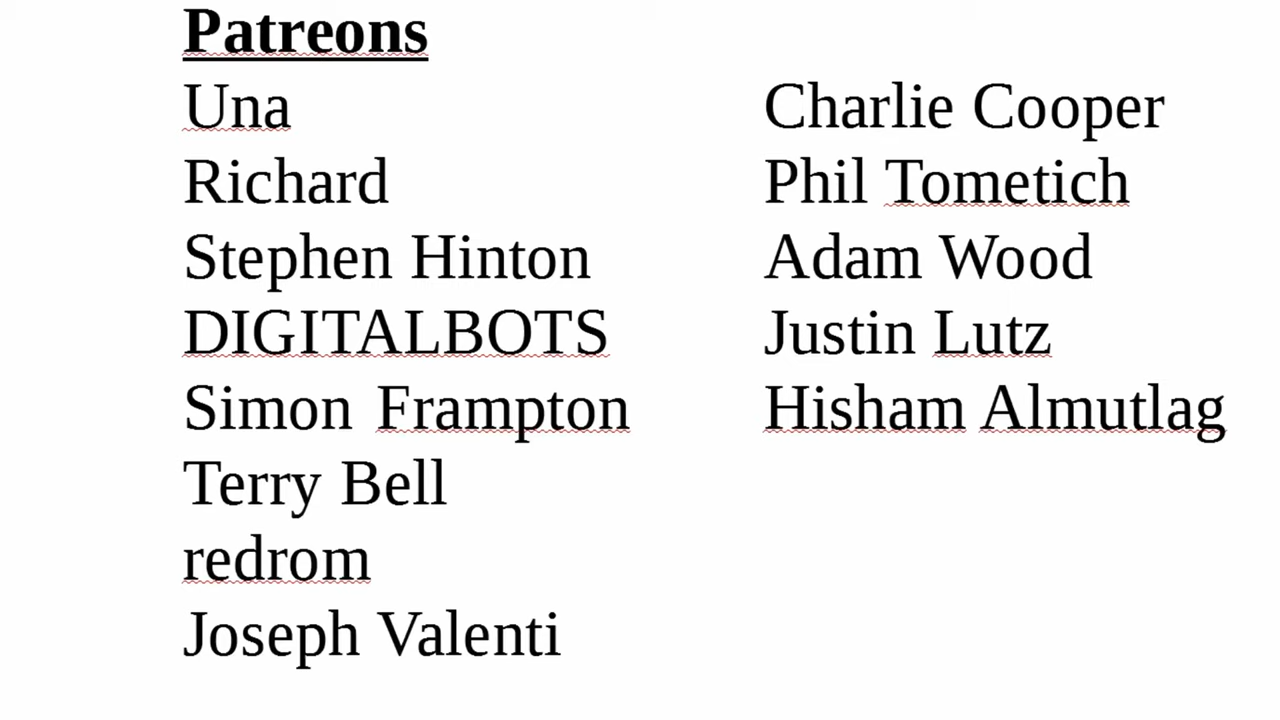 Patreons
Una
Richard
Stephen Hinton
DIGITALBOTS
Simon Frampton
Terry Bell
redrom
Joseph Valenti
Charlie Cooper
Phil Tometich
Adam Wood
Justin Lutz
Hisham Almutlag